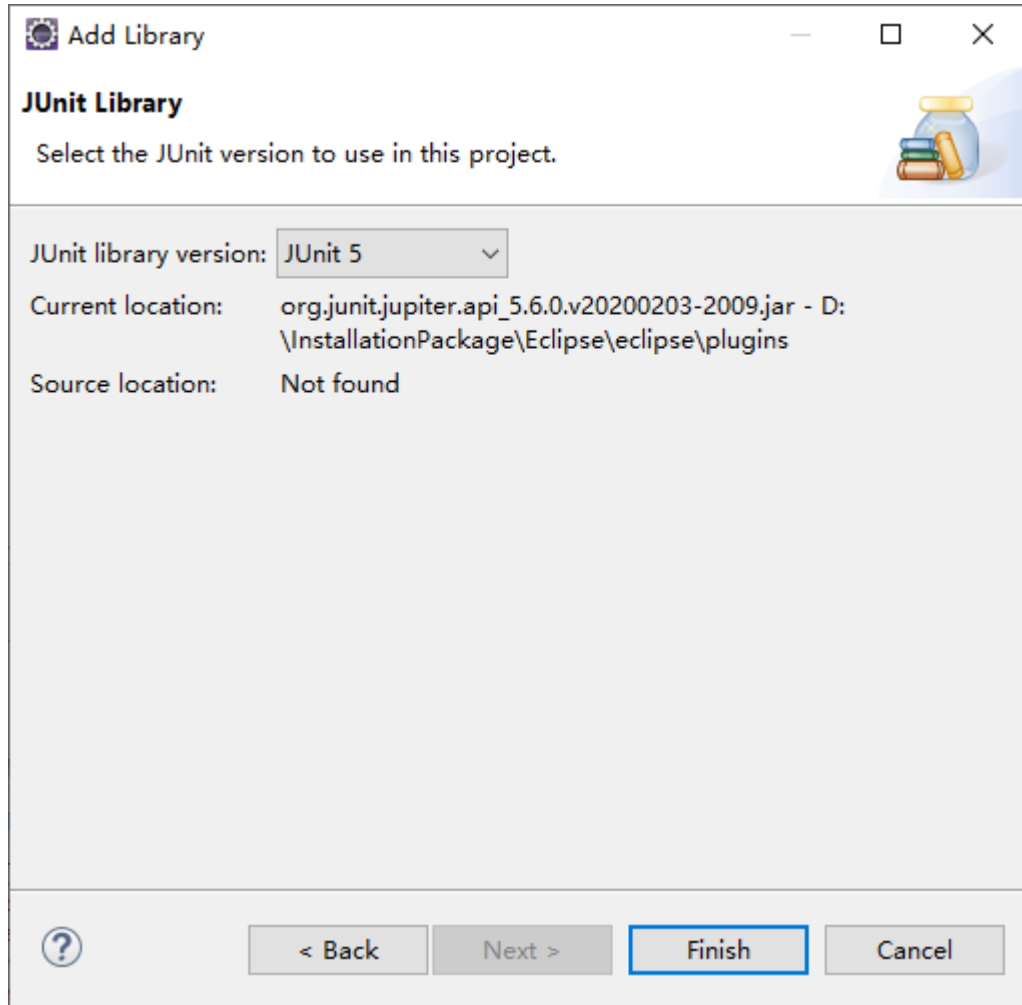 Add Library
JUnit Library
Select the JUnit version to use in this project.
JUnit library version: JUnit 5
Current location: org.junit.jupiter.api_5.6.0.v20200203-2009.jar - D:
\InstallationPackage\Eclipse\eclipse\plugins
Source location: Not found
? < Back Next > Finish Cancel